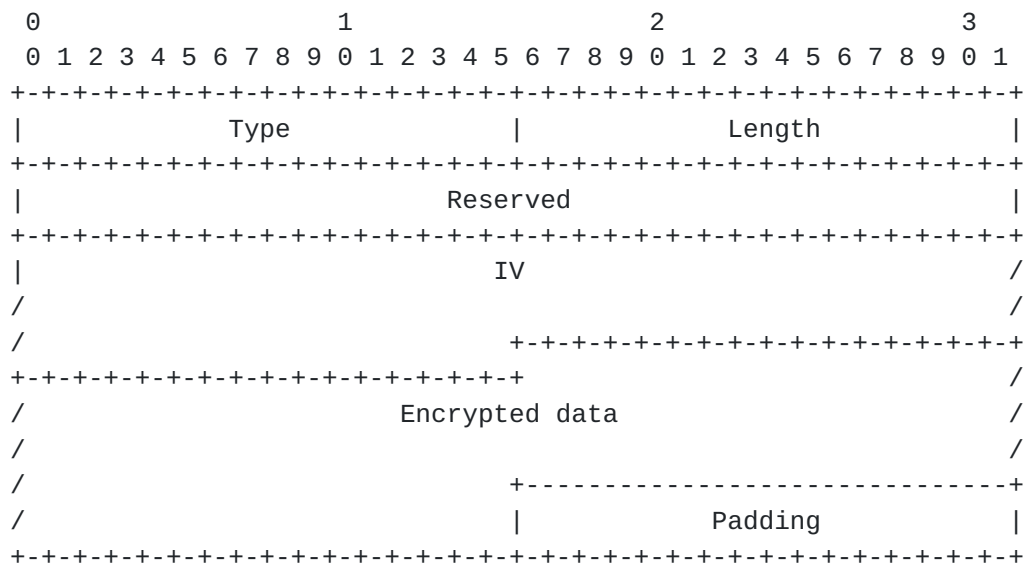 0                   1                   2                   3
 0 1 2 3 4 5 6 7 8 9 0 1 2 3 4 5 6 7 8 9 0 1 2 3 4 5 6 7 8 9 0 1
+-+-+-+-+-+-+-+-+-+-+-+-+-+-+-+-+-+-+-+-+-+-+-+-+-+-+-+-+-+-+-+-+
|             Type              |             Length            |
+-+-+-+-+-+-+-+-+-+-+-+-+-+-+-+-+-+-+-+-+-+-+-+-+-+-+-+-+-+-+-+-+
|                           Reserved                            |
+-+-+-+-+-+-+-+-+-+-+-+-+-+-+-+-+-+-+-+-+-+-+-+-+-+-+-+-+-+-+-+-+
|                              IV                               /
/                                                               /
/                               +-+-+-+-+-+-+-+-+-+-+-+-+-+-+-+-+
+-+-+-+-+-+-+-+-+-+-+-+-+-+-+-+-+                               /
/                        Encrypted data                         /
/                                                               /
/                               +-------------------------------+
/                               |            Padding            |
+-+-+-+-+-+-+-+-+-+-+-+-+-+-+-+-+-+-+-+-+-+-+-+-+-+-+-+-+-+-+-+-+